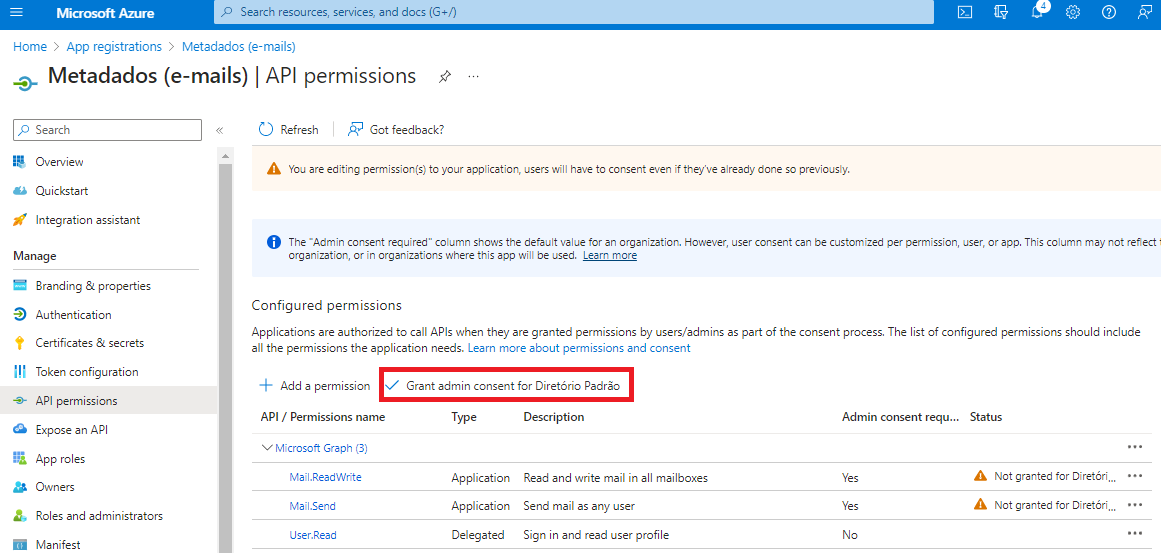 Microsoft Azure
Search resources, services, and docs (G+/)
4
Home > App registrations > Metadados (e-mails)
Metadados (e-mails) | API permissions
Search
Refresh
Got feedback?
Overview
Quickstart
Integration assistant
Manage
Branding & properties
Authentication
Certificates & secrets
Token configuration
API permissions
Expose an API
App roles
Owners
Roles and administrators
Manifest
You are editing permission(s) to your application, users will have to consent even if they've already done so previously.
The "Admin consent required" column shows the default value for an organization. However, user consent can be customized per permission, user, or app. This column may not reflect t
organization, or in organizations where this app will be used. Learn more
Configured permissions
Applications are authorized to call APIs when they are granted permissions by users/admins as part of the consent process. The list of configured permissions should include
all the permissions the application needs. Learn more about permissions and consent
Add a permission
Grant admin consent for Diretório Padrão
API / Permissions name Type Description Admin consent requ... Status
Microsoft Graph (3)
Mail.ReadWrite Application Read and write mail in all mailboxes Yes Not granted for Diretóri...
Mail.Send Application Send mail as any user Yes Not granted for Diretóri...
User.Read Delegated Sign in and read user profile No